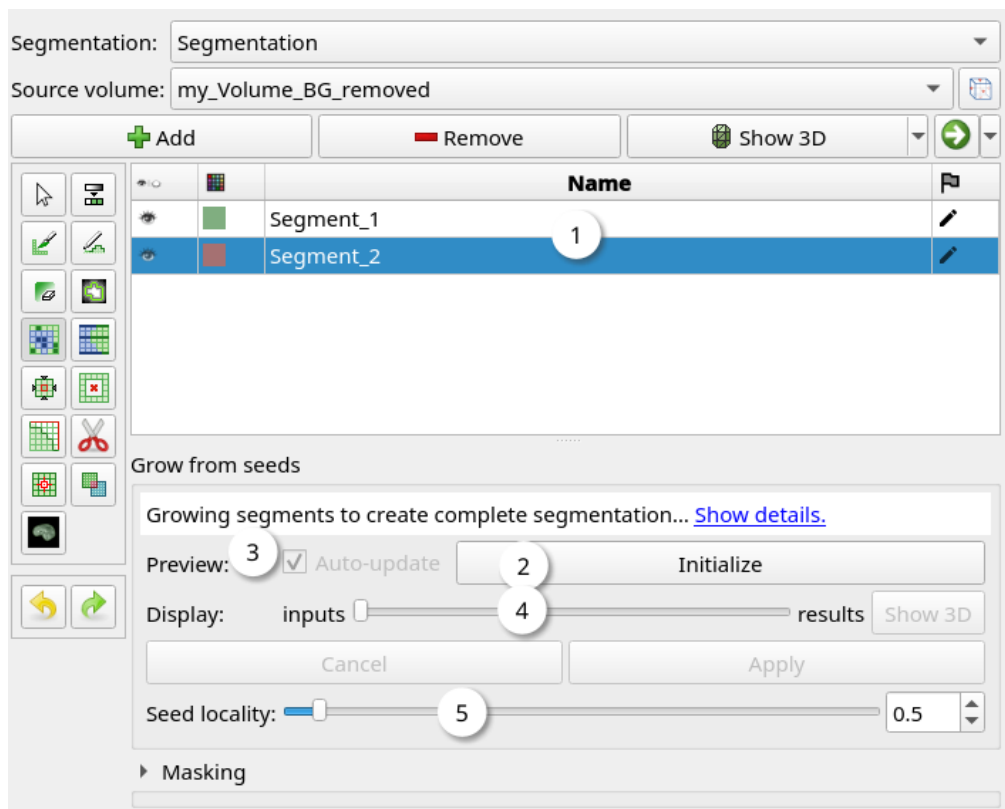 Segmentation: Segmentation
Source volume: my_Volume_BG_removed
Add Remove Show 3D
Name
Segment_1
1
Segment_2
Grow from seeds
Growing segments to create complete segmentation... Show details.
Preview: 3 Auto-update 2 Initialize
Display: inputs 4 results Show 3D
Cancel Apply
Seed locality: 5 0.5
Masking